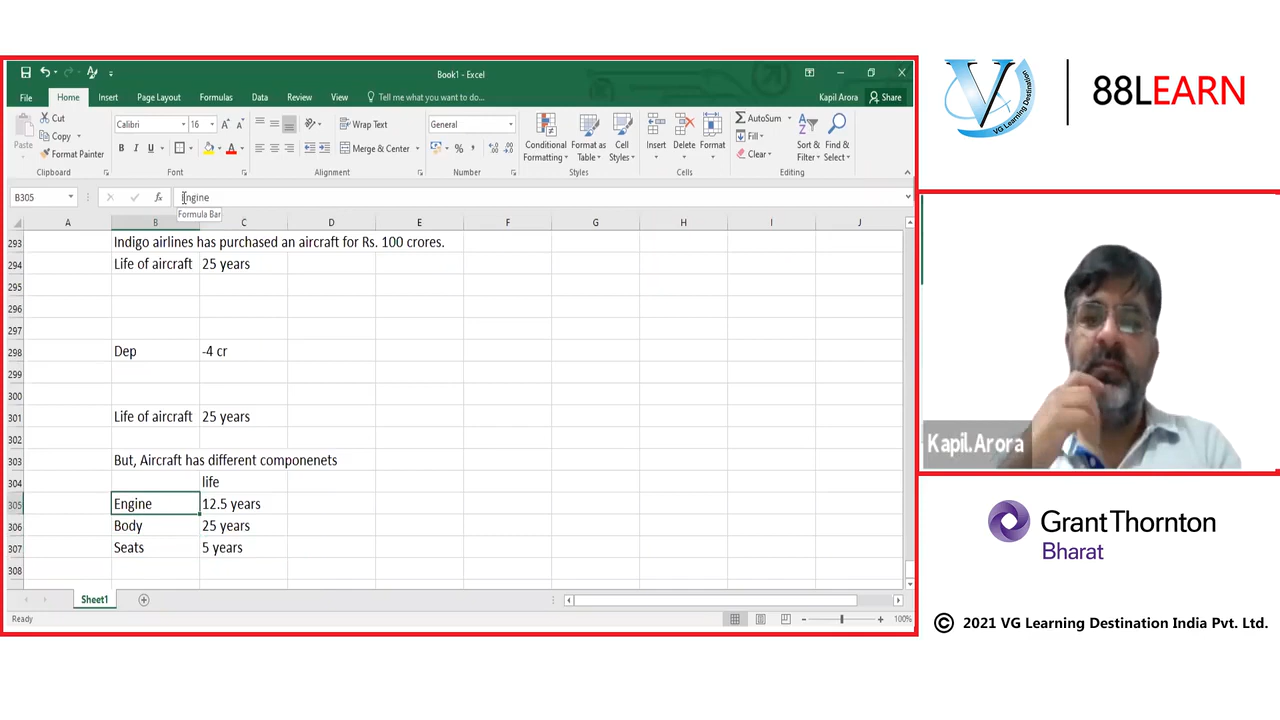 Book1 - Excel
File Home Insert Page Layout Formulas Data Review View Tell me what you want to do... Kapil Arora Share
Paste Cut Copy Format Painter
Calibri 16
B I U
Wrap Text
Merge & Center
General
Conditional Formatting Format as Table Cell Styles
Insert Delete Format
AutoSum Fill Clear
Sort & Filter Find & Select
Clipboard Font Alignment Number Styles Cells Editing
B305 fx Engine
Formula Bar
A B C D E F G H I J
293 Indigo airlines has purchased an aircraft for Rs. 100 crores.
294 Life of aircraft 25 years
295
296
297
298 Dep -4 cr
299
300
301 Life of aircraft 25 years
302
303 But, Aircraft has different componenets
304 life
305 Engine 12.5 years
306 Body 25 years
307 Seats 5 years
308
Sheet1
Ready 100%
V
VG Learning Destination
88LEARN
Kapil.Arora
Grant Thornton
Bharat
© 2021 VG Learning Destination India Pvt. Ltd.